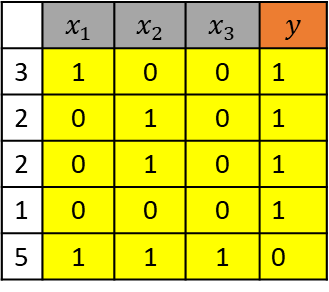 x₁ x₂ x₃ y
3 1 0 0 1
2 0 1 0 1
2 0 1 0 1
1 0 0 0 1
5 1 1 1 0